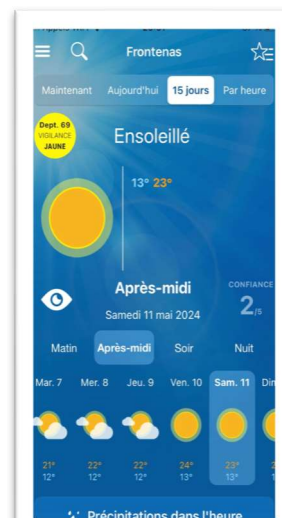 Frontenas
Maintenant Aujourd'hui 15 jours Par heure
Dept. 69
VIGILANCE
JAUNE
Ensoleillé
13° 23°
Après-midi
Samedi 11 mai 2024
CONFIANCE
2/5
Matin Après-midi Soir Nuit
Mar. 7 Mer. 8 Jeu. 9 Ven. 10 Sam. 11
21° 22° 22° 24° 23°
12° 12° 12° 13° 13°
Précipitations dans l'heure